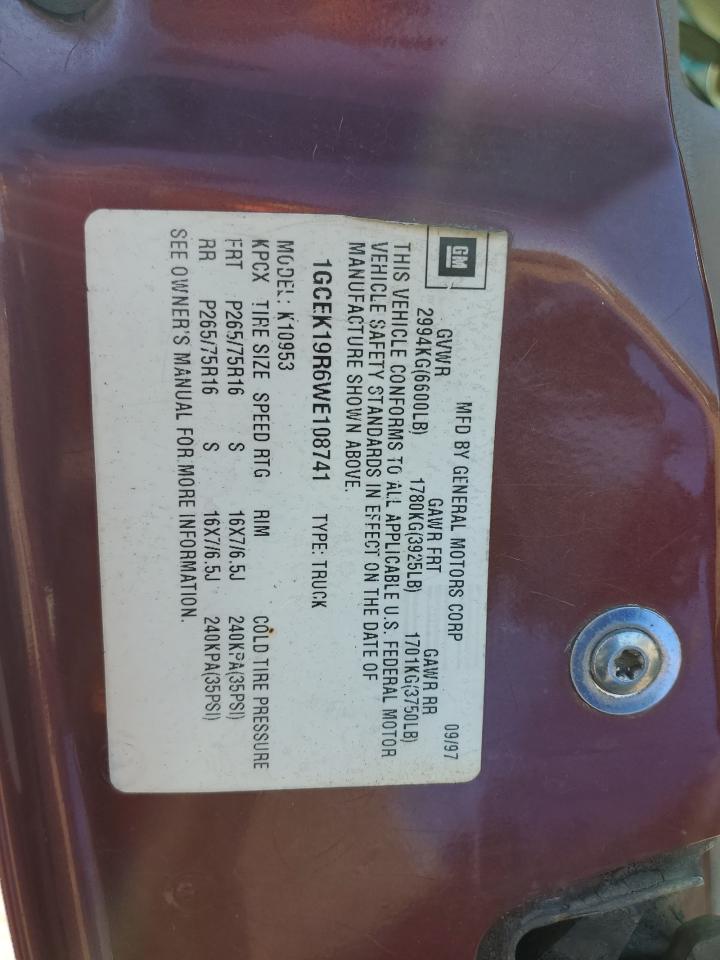 GM
MFD BY GENERAL MOTORS CORP 09/97
GVWR GAWR FRT GAWR RR
2994KG(6600LB) 1780KG(3925LB) 1701KG(3750LB)
THIS VEHICLE CONFORMS TO ALL APPLICABLE U.S. FEDERAL MOTOR
VEHICLE SAFETY STANDARDS IN EFFECT ON THE DATE OF
MANUFACTURE SHOWN ABOVE.
1GCEK19R6WE108741 TYPE: TRUCK
MODEL: K10953
KPCX TIRE SIZE SPEED RTG RIM COLD TIRE PRESSURE
FRT P265/75R16 S 16X7/6.5J 240KPA(35PSI)
RR P265/75R16 S 16X7/6.5J 240KPA(35PSI)
SEE OWNER'S MANUAL FOR MORE INFORMATION.